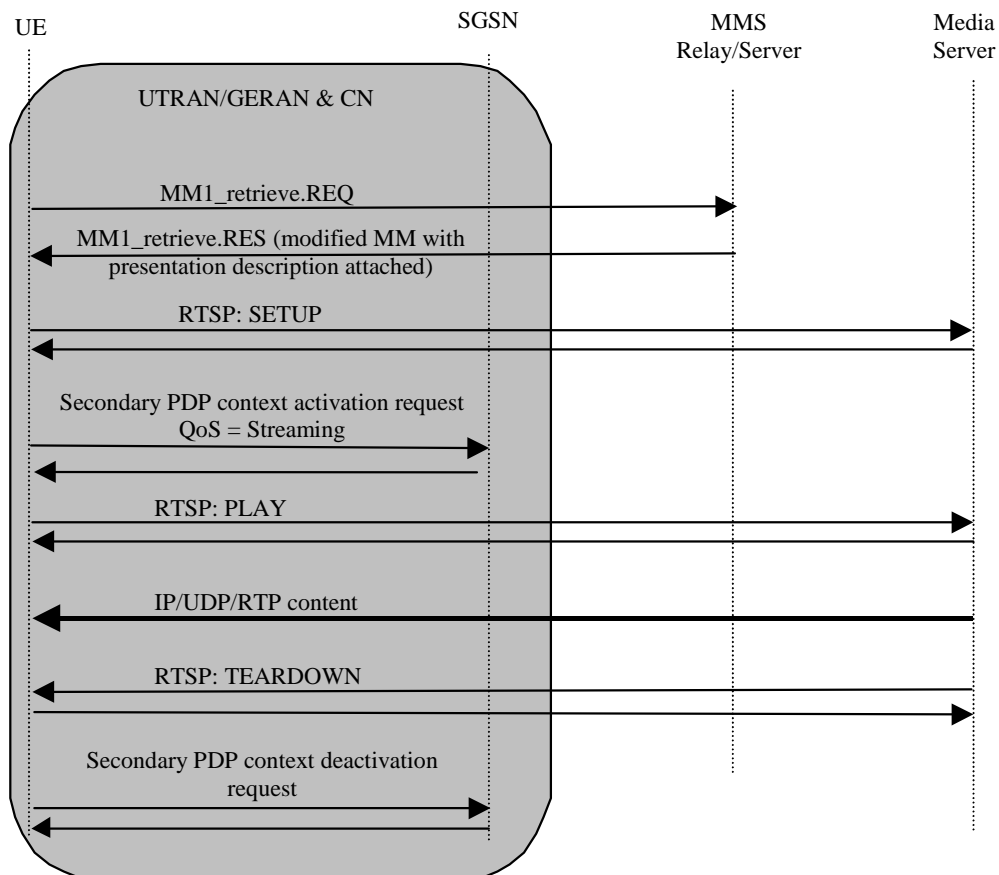 UE
SGSN
MMS
Relay/Server
Media
Server
UTRAN/GERAN & CN
MM1_retrieve.REQ
MM1_retrieve.RES (modified MM with
presentation description attached)
RTSP: SETUP
Secondary PDP context activation request
QoS = Streaming
RTSP: PLAY
IP/UDP/RTP content
RTSP: TEARDOWN
Secondary PDP context deactivation
request